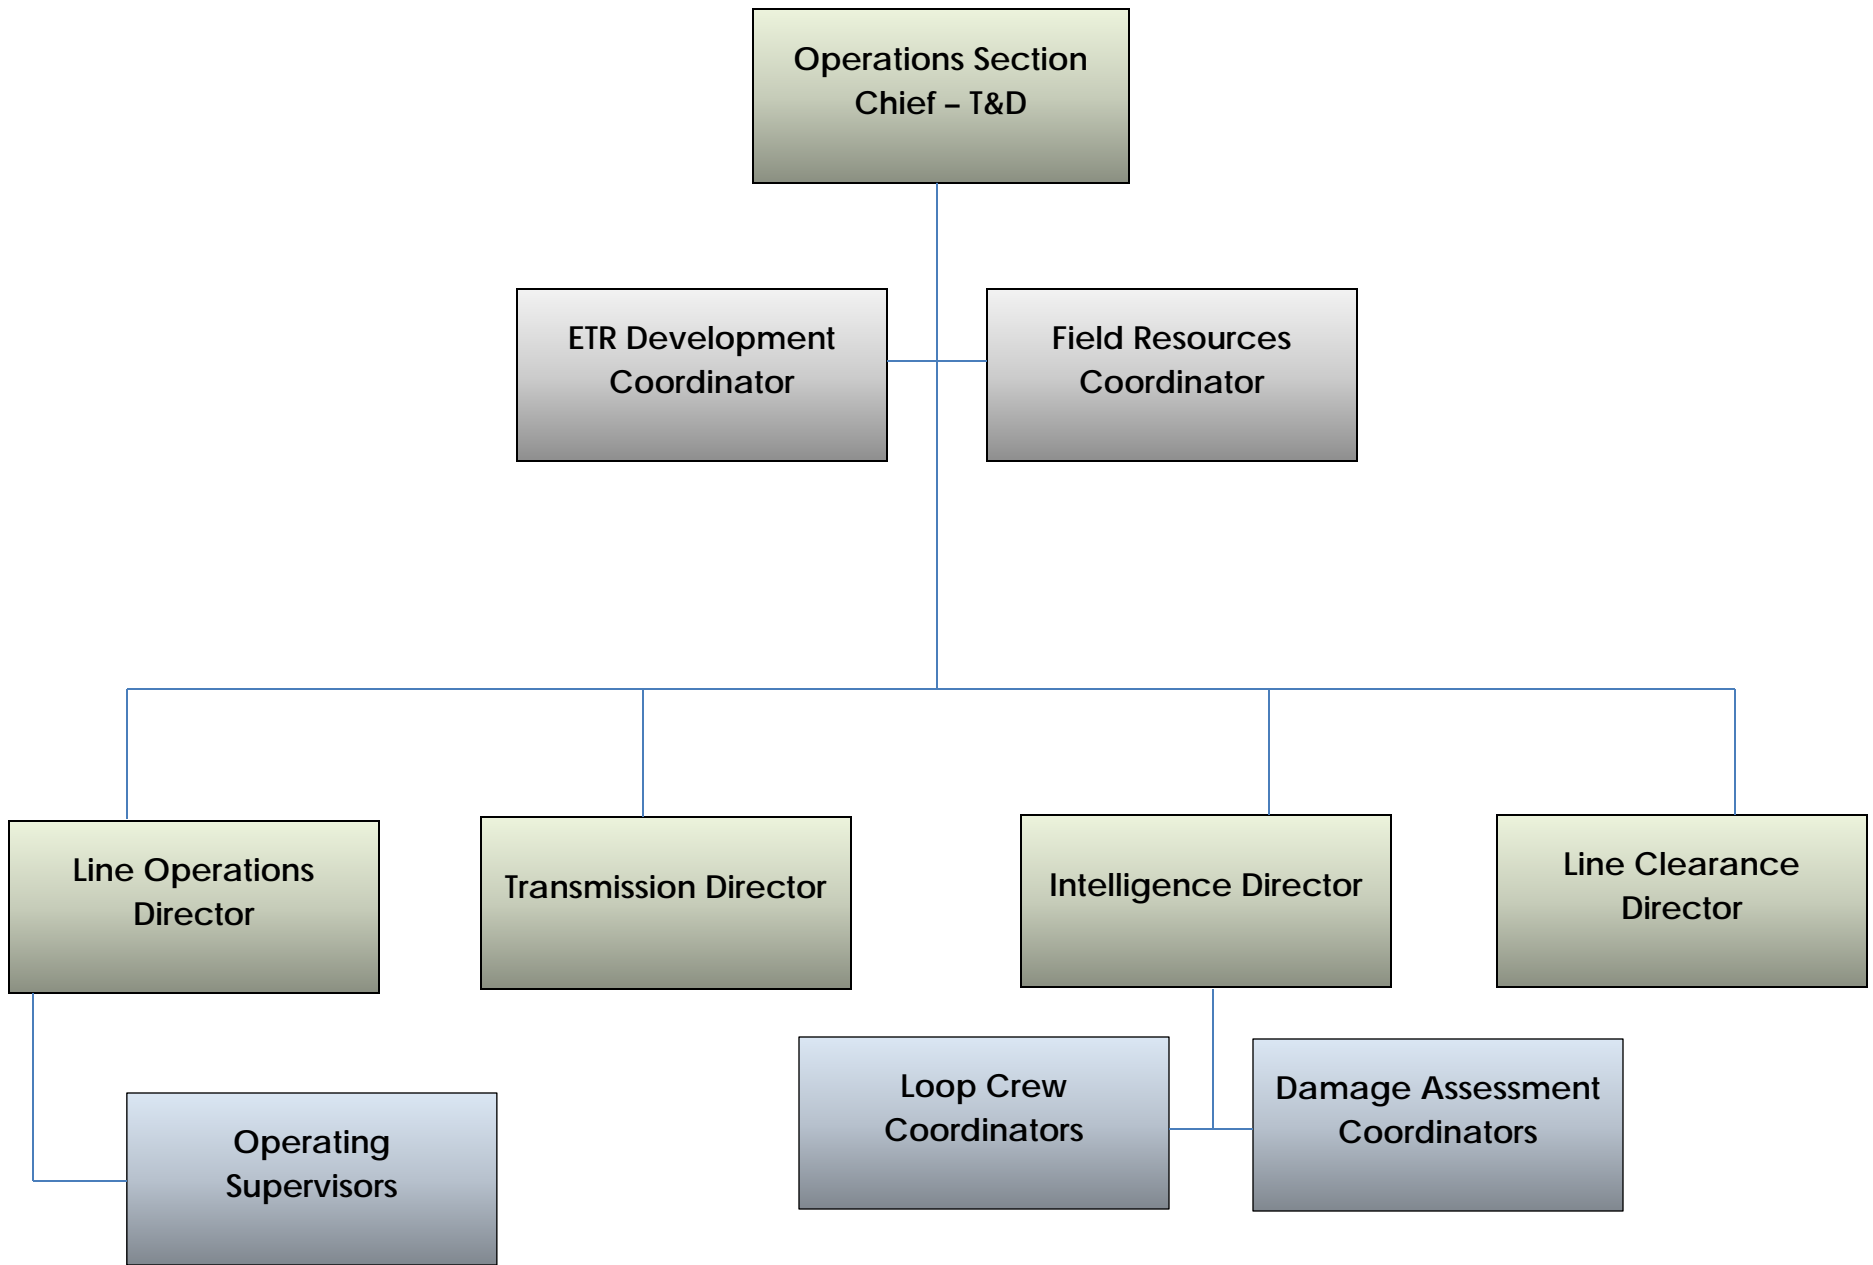 Operations Section
Chief – T&D
ETR Development
Coordinator
Field Resources
Coordinator
Line Operations
Director
Transmission Director
Intelligence Director
Line Clearance
Director
Operating
Supervisors
Loop Crew
Coordinators
Damage Assessment
Coordinators